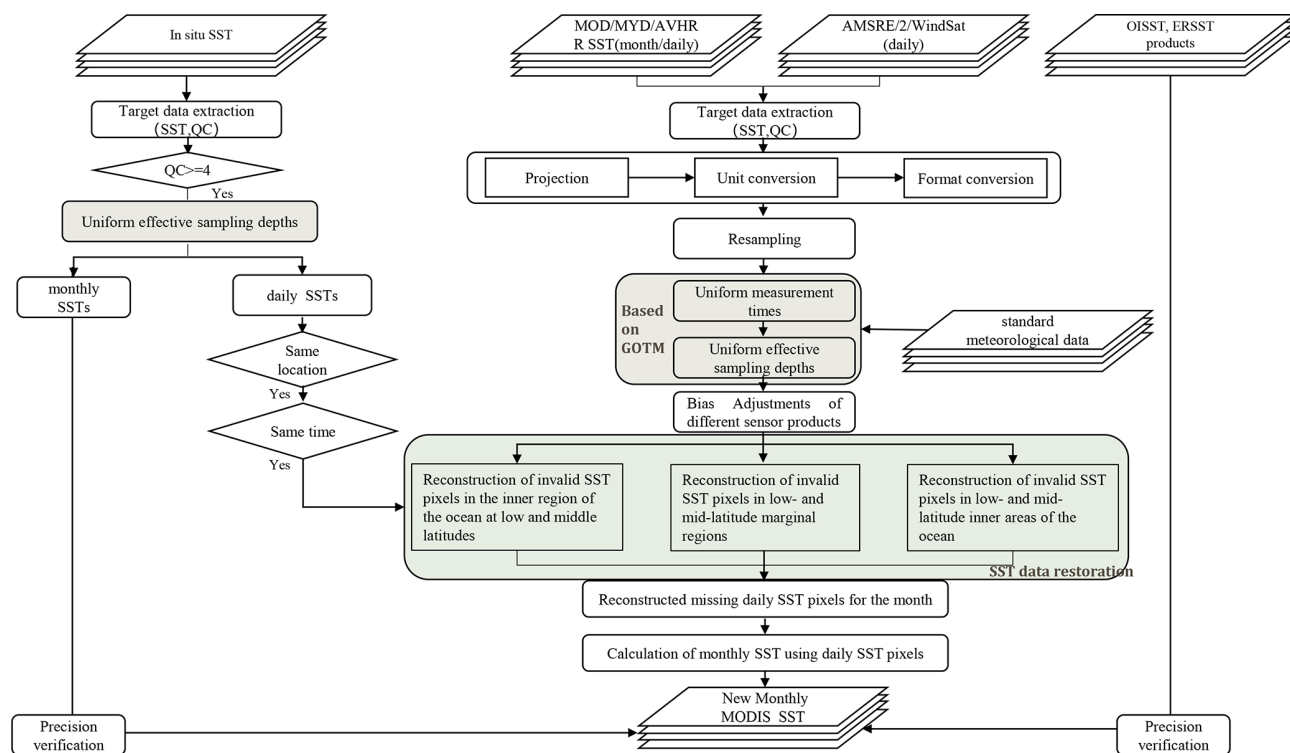 In situ SST
MOD/MYD/AVHR
R SST(month/daily)
AMSRE/2/WindSat
(daily)
OISST, ERSST
products
Target data extraction
(SST,QC)
Target data extraction
(SST,QC)
QC>=4
Yes
Projection
Unit conversion
Format conversion
Uniform effective sampling depths
Resampling
monthly
SSTs
daily SSTs
Based
on
GOTM
Uniform measurement
times
Uniform effective
sampling depths
standard
meteorological data
Same
location
Yes
Bias Adjustments of
different sensor products
Same time
Yes
Reconstruction of invalid SST
pixels in the inner region of
the ocean at low and middle
latitudes
Reconstruction of invalid
SST pixels in low- and
mid-latitude marginal
regions
Reconstruction of invalid SST
pixels in low- and mid-
latitude inner areas of the
ocean
SST data restoration
Reconstructed missing daily SST pixels for the month
Calculation of monthly SST using daily SST pixels
New Monthly
MODIS SST
Precision
verification
Precision
verification